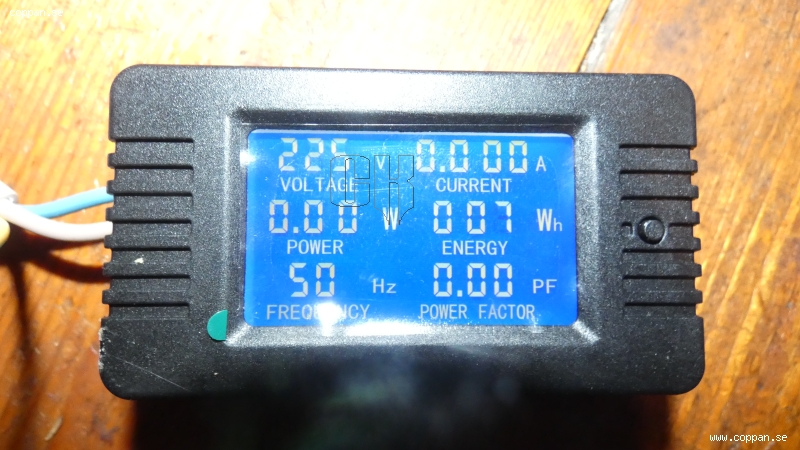 www.coppan.se
225 V 0.000 A
VOLTAGE CURRENT
0.00 W 007 Wh
POWER ENERGY
50 Hz 0.00 PF
FREQUENCY POWER FACTOR
www.coppan.se